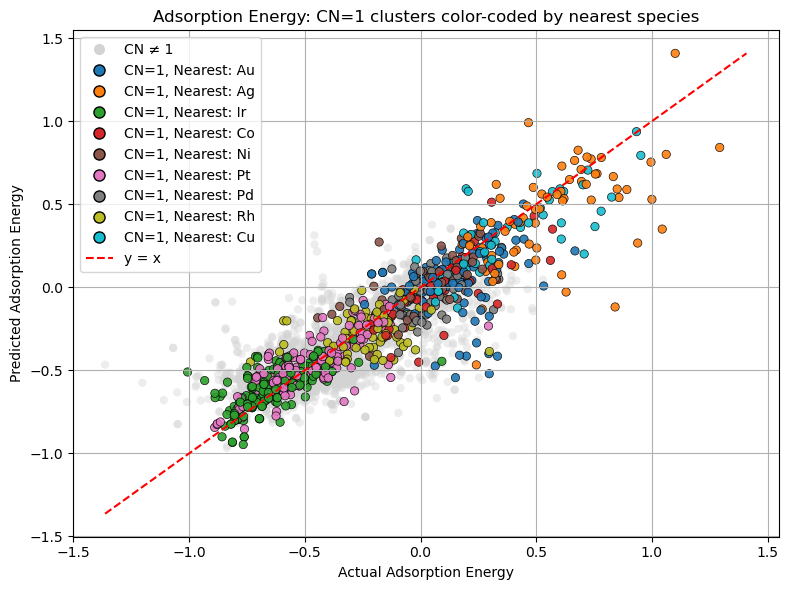 Adsorption Energy: CN=1 clusters color-coded by nearest species
CN ≠ 1
CN=1, Nearest: Au
CN=1, Nearest: Ag
CN=1, Nearest: Ir
CN=1, Nearest: Co
CN=1, Nearest: Ni
CN=1, Nearest: Pt
CN=1, Nearest: Pd
CN=1, Nearest: Rh
CN=1, Nearest: Cu
y = x
Predicted Adsorption Energy
1.5
1.0
0.5
0.0
−0.5
−1.0
−1.5
−1.5
−1.0
−0.5
0.0
0.5
1.0
1.5
Actual Adsorption Energy